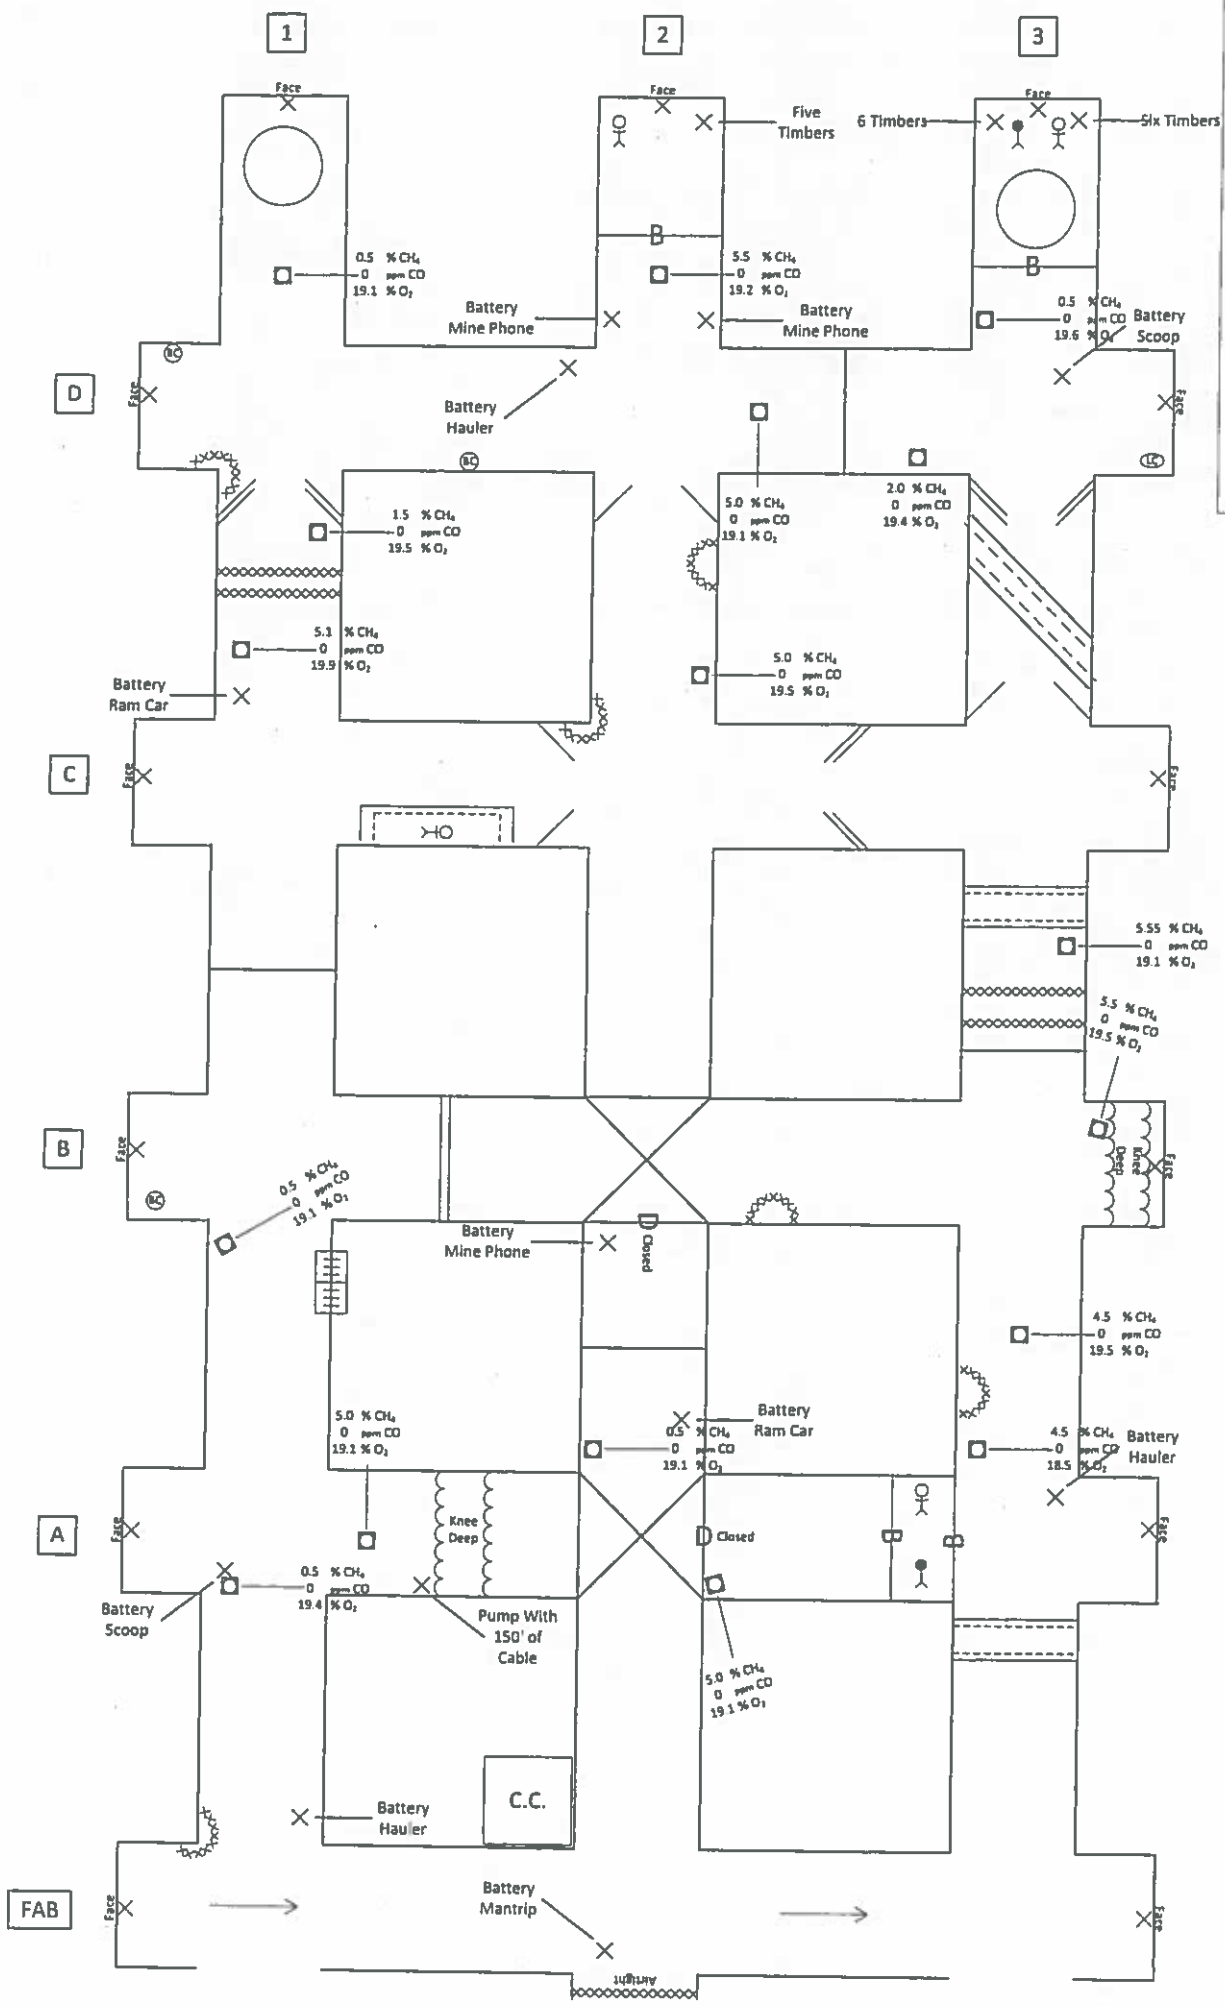 1
2
3
Face
Face
Face
Five
Timbers
6 Timbers
Six Timbers
B
B
0.5 % CH₄
0 ppm CO
19.1 % O₂
5.5 % CH₄
0 ppm CO
19.2 % O₂
0.5 % CH₄
0 ppm CO
19.6 % O₂
Battery
Mine Phone
Battery
Mine Phone
Battery
Scoop
BC
D
Face
Battery
Hauler
Face
BC
1.5 % CH₄
0 ppm CO
19.5 % O₂
5.0 % CH₄
0 ppm CO
19.1 % O₂
2.0 % CH₄
0 ppm CO
19.4 % O₂
5.1 % CH₄
0 ppm CO
19.9 % O₂
5.0 % CH₄
0 ppm CO
19.5 % O₂
Battery
Ram Car
C
Face
Face
5.55 % CH₄
0 ppm CO
19.1 % O₂
5.5 % CH₄
0 ppm CO
19.5 % O₂
B
Face
BC
0.5 % CH₄
0 ppm CO
19.1 % O₂
Knee
Deep
Face
D
Closed
Battery
Mine Phone
4.5 % CH₄
0 ppm CO
19.5 % O₂
5.0 % CH₄
0 ppm CO
19.1 % O₂
Battery
Ram Car
0.5 % CH₄
0 ppm CO
19.1 % O₂
4.5 % CH₄
0 ppm CO
18.5 % O₂
Battery
Hauler
A
Face
Knee
Deep
D Closed
B
B
Face
0.5 % CH₄
0 ppm CO
19.4 % O₂
Battery
Scoop
Pump With
150' of
Cable
5.0 % CH₄
0 ppm CO
19.1 % O₂
C.C.
Battery
Hauler
FAB
Face
Battery
Mantrip
Face
Airtight